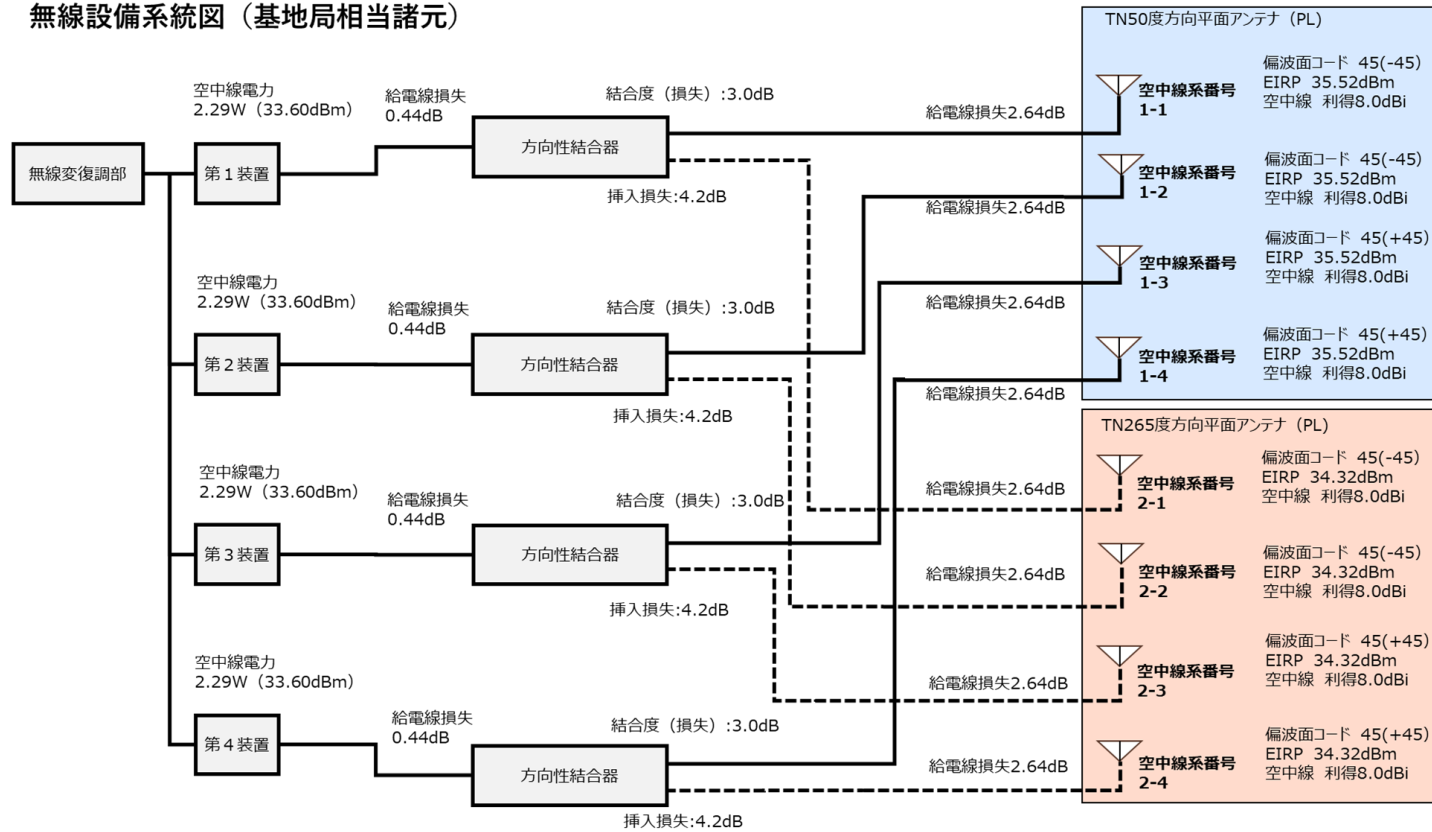 無線設備系統図（基地局相当諸元）
無線変復調部
空中線電力
2.29W（33.60dBm）
第１装置
給電線損失
0.44dB
結合度（損失）:3.0dB
方向性結合器
挿入損失:4.2dB
空中線電力
2.29W（33.60dBm）
第２装置
給電線損失
0.44dB
結合度（損失）:3.0dB
方向性結合器
挿入損失:4.2dB
空中線電力
2.29W（33.60dBm）
第３装置
給電線損失
0.44dB
結合度（損失）:3.0dB
方向性結合器
挿入損失:4.2dB
空中線電力
2.29W（33.60dBm）
第４装置
給電線損失
0.44dB
結合度（損失）:3.0dB
方向性結合器
挿入損失:4.2dB
TN50度方向平面アンテナ（PL）
給電線損失2.64dB
空中線系番号
1-1
偏波面コード 45(-45)
EIRP 35.52dBm
空中線 利得8.0dBi
給電線損失2.64dB
空中線系番号
1-2
偏波面コード 45(-45)
EIRP 35.52dBm
空中線 利得8.0dBi
給電線損失2.64dB
空中線系番号
1-3
偏波面コード 45(+45)
EIRP 35.52dBm
空中線 利得8.0dBi
給電線損失2.64dB
空中線系番号
1-4
偏波面コード 45(+45)
EIRP 35.52dBm
空中線 利得8.0dBi
TN265度方向平面アンテナ（PL）
給電線損失2.64dB
空中線系番号
2-1
偏波面コード 45(-45)
EIRP 34.32dBm
空中線 利得8.0dBi
給電線損失2.64dB
空中線系番号
2-2
偏波面コード 45(-45)
EIRP 34.32dBm
空中線 利得8.0dBi
給電線損失2.64dB
空中線系番号
2-3
偏波面コード 45(+45)
EIRP 34.32dBm
空中線 利得8.0dBi
給電線損失2.64dB
空中線系番号
2-4
偏波面コード 45(+45)
EIRP 34.32dBm
空中線 利得8.0dBi